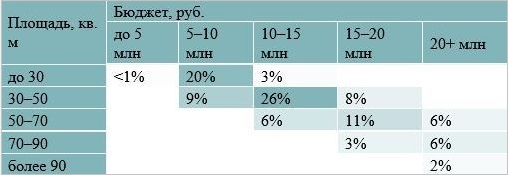 Площадь, кв. м | Бюджет, руб.
до 5 млн | 5–10 млн | 10–15 млн | 15–20 млн | 20+ млн
до 30 | <1% | 20% | 3%
30–50 | 9% | 26% | 8%
50–70 | 6% | 11% | 6%
70–90 | 3% | 6%
более 90 | 2%